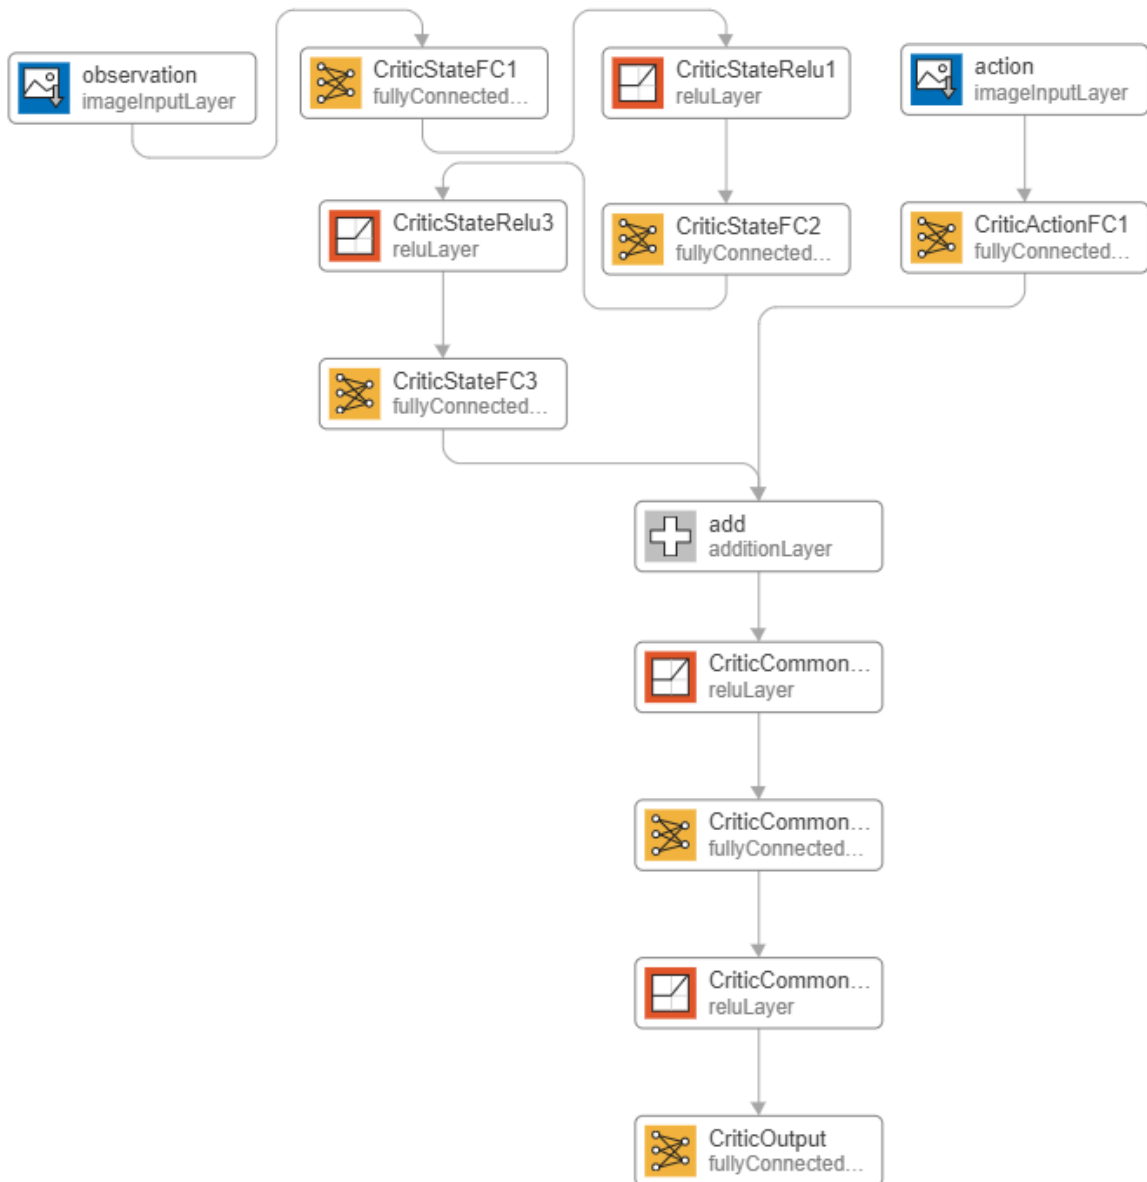 observation
imageInputLayer
CriticStateFC1
fullyConnected...
CriticStateRelu1
reluLayer
action
imageInputLayer
CriticStateRelu3
reluLayer
CriticStateFC2
fullyConnected...
CriticActionFC1
fullyConnected...
CriticStateFC3
fullyConnected...
add
additionLayer
CriticCommon...
reluLayer
CriticCommon...
fullyConnected...
CriticCommon...
reluLayer
CriticOutput
fullyConnected...